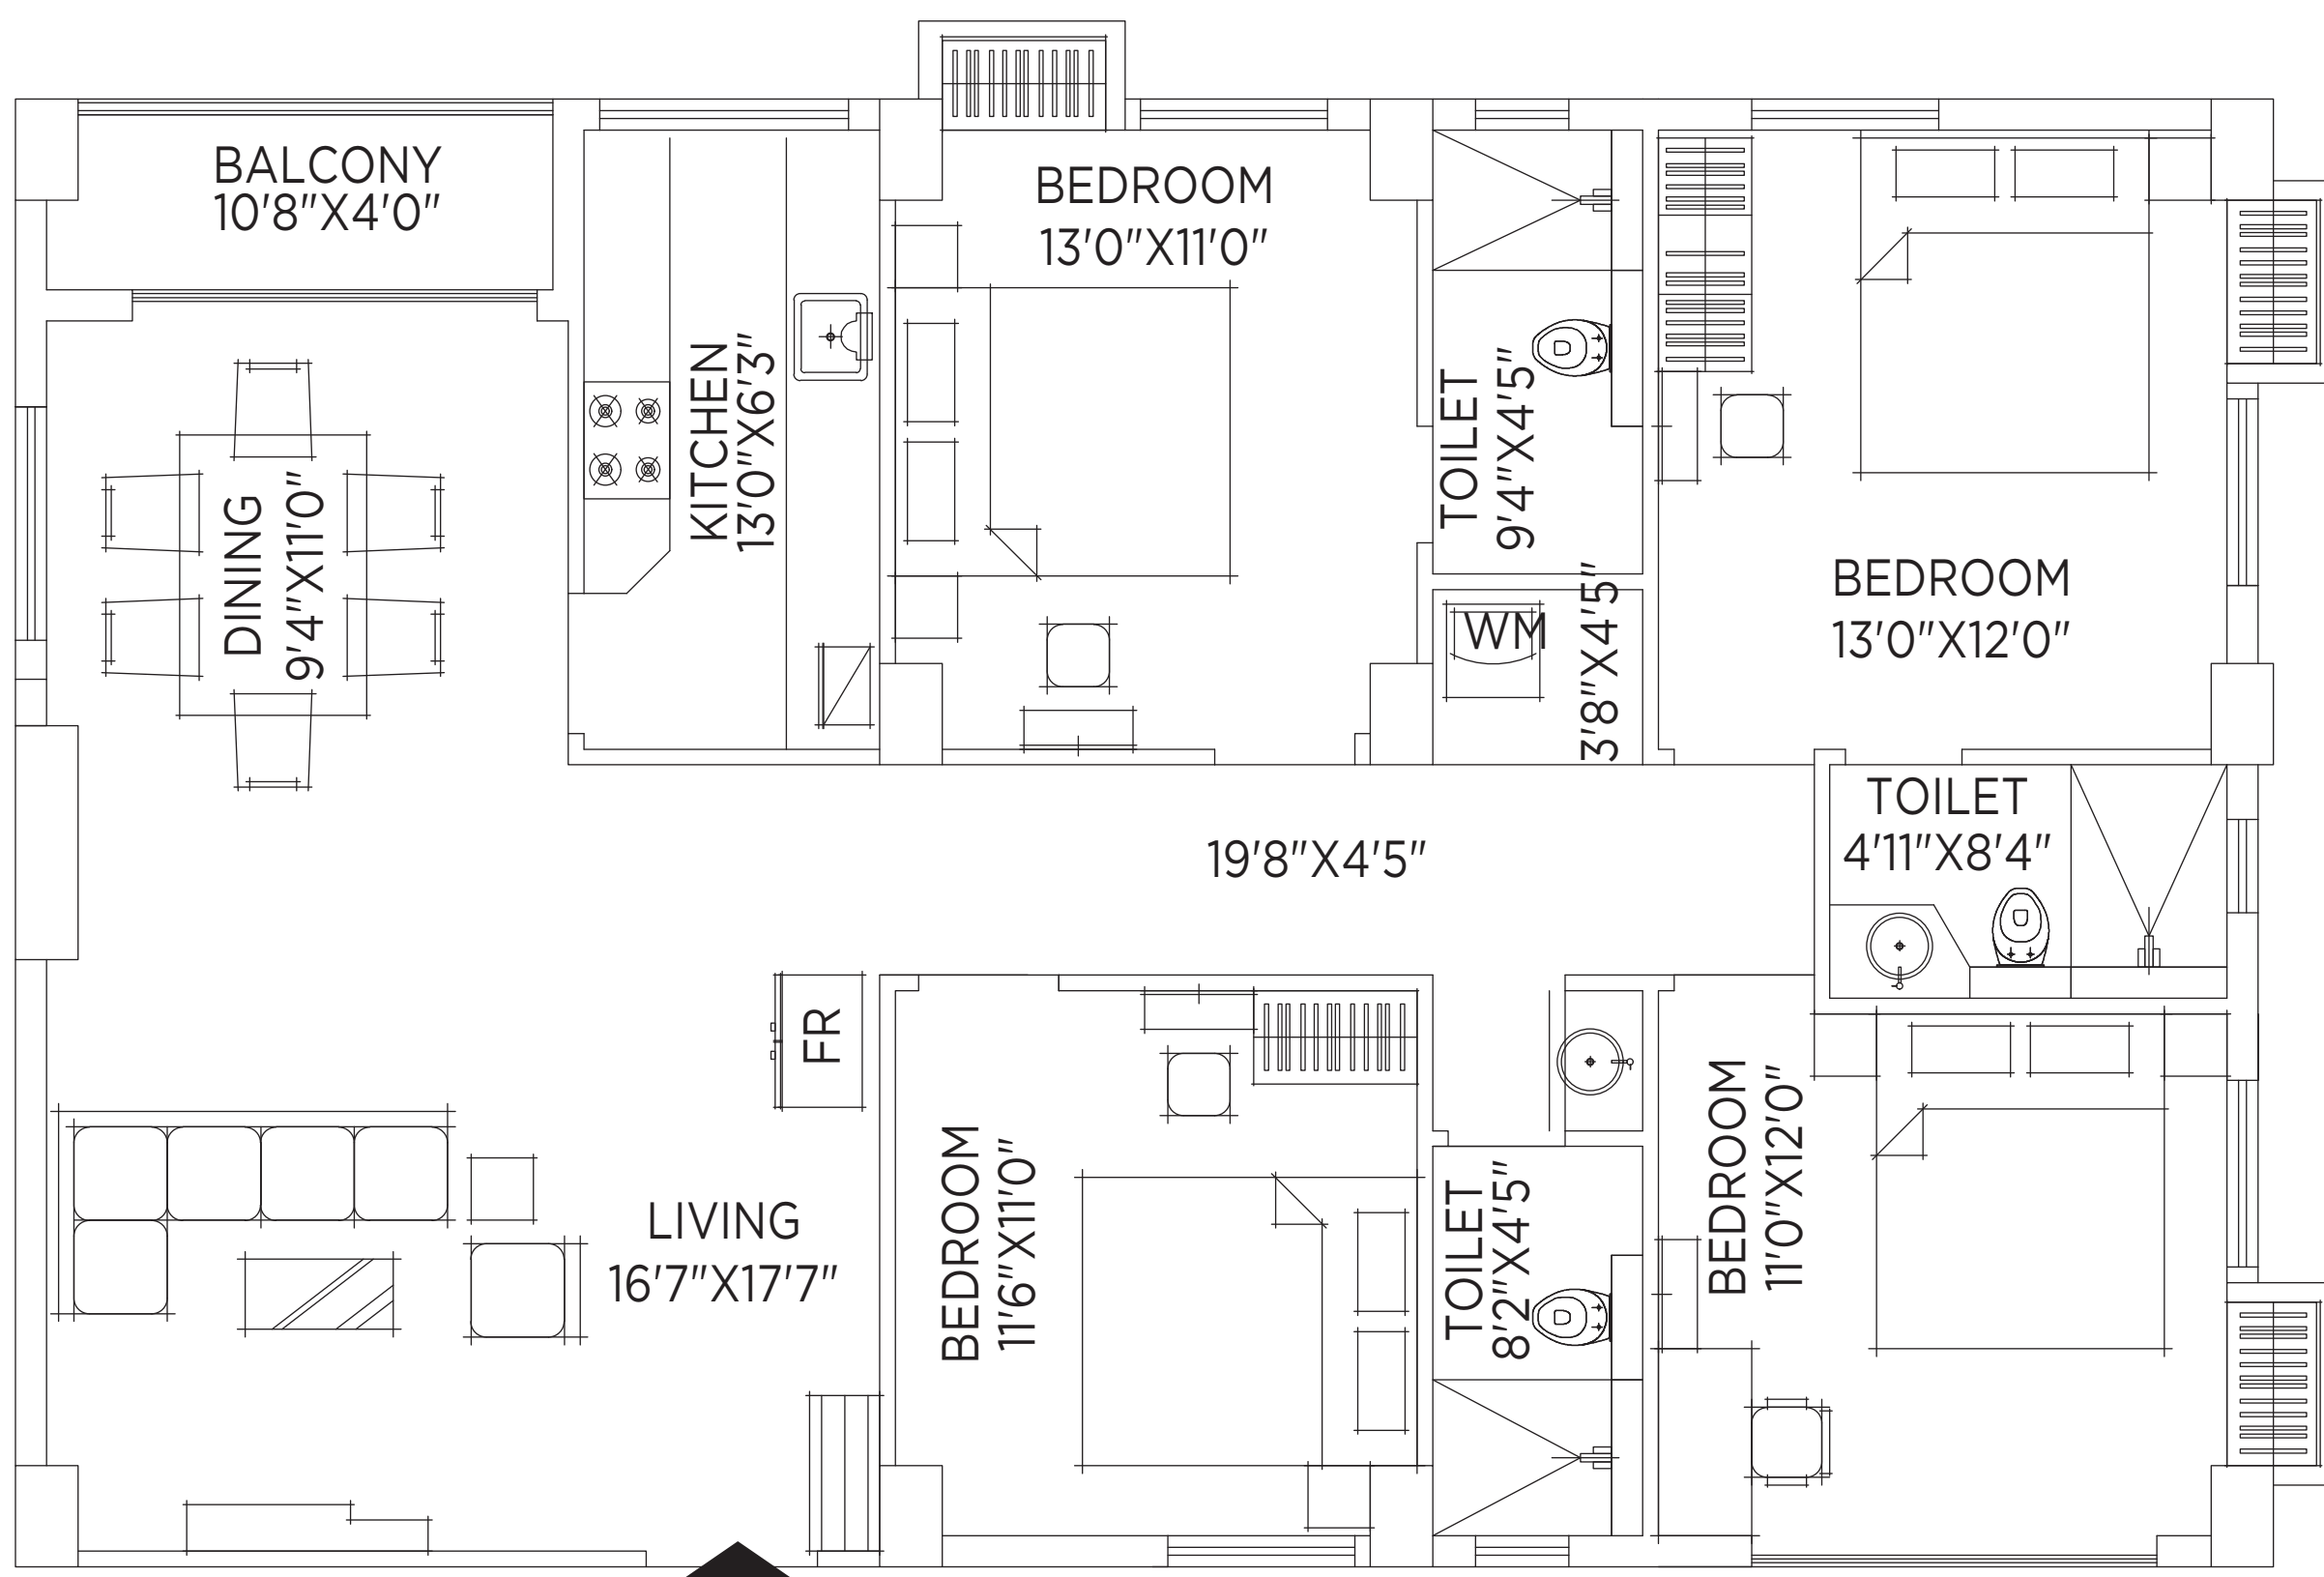 BALCONY
10'8"X4'0"
BEDROOM
13'0"X11'0"
KITCHEN
13'0"X6'3"
DINING
9'4"X11'0"
TOILET
9'4"X4'5"
WM
3'8"X4'5"
BEDROOM
13'0"X12'0"
TOILET
4'11"X8'4"
19'8"X4'5"
FR
LIVING
16'7"X17'7"
BEDROOM
11'6"X11'0"
TOILET
8'2"X4'5"
BEDROOM
11'0"X12'0"